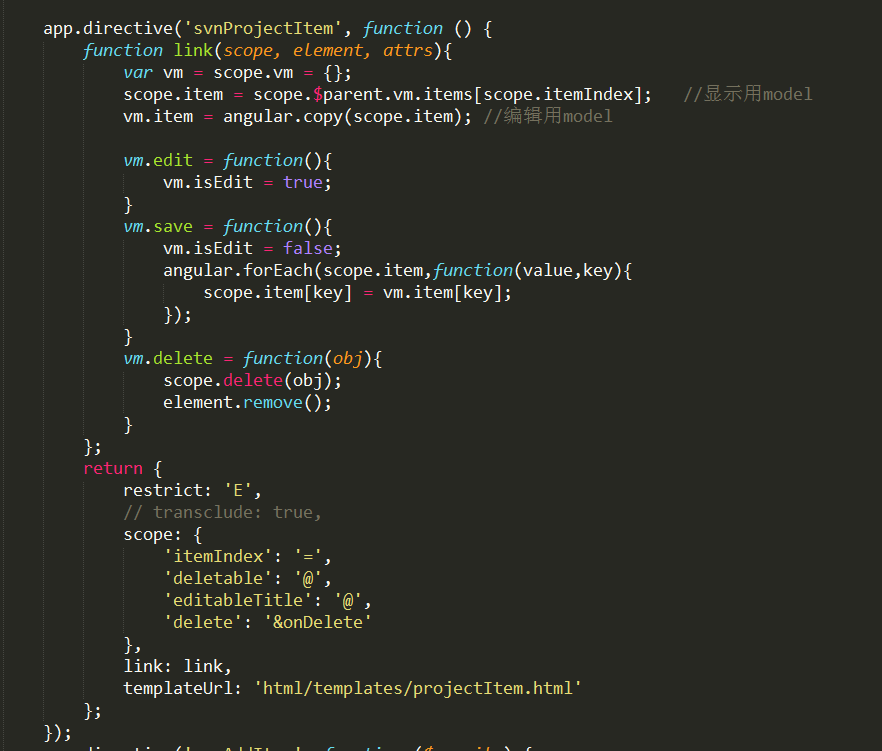 app.directive('svnProjectItem', function () {
function link(scope, element, attrs){
var vm = scope.vm = {};
scope.item = scope.$parent.vm.items[scope.itemIndex]; //显示用model
vm.item = angular.copy(scope.item); //编辑用model
vm.edit = function(){
vm.isEdit = true;
}
vm.save = function(){
vm.isEdit = false;
angular.forEach(scope.item,function(value,key){
scope.item[key] = vm.item[key];
});
}
vm.delete = function(obj){
scope.delete(obj);
element.remove();
}
};
return {
restrict: 'E',
// transclude: true,
scope: {
'itemIndex': '=',
'deletable': '@',
'editableTitle': '@',
'delete': '&onDelete'
},
link: link,
templateUrl: 'html/templates/projectItem.html'
};
});